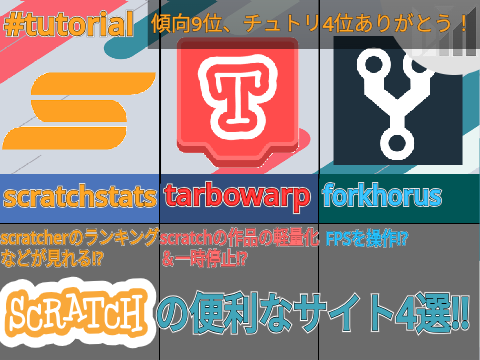 #tutorial
傾向9位、チュトリ4位ありがとう！
scratchstats
tarbowarp
forkhorus
scratcherのランキング
などが見れる!?
scratchの作品の軽量化
&一時停止!?
FPSを操作!?
SCRATCHの便利なサイト4選!!